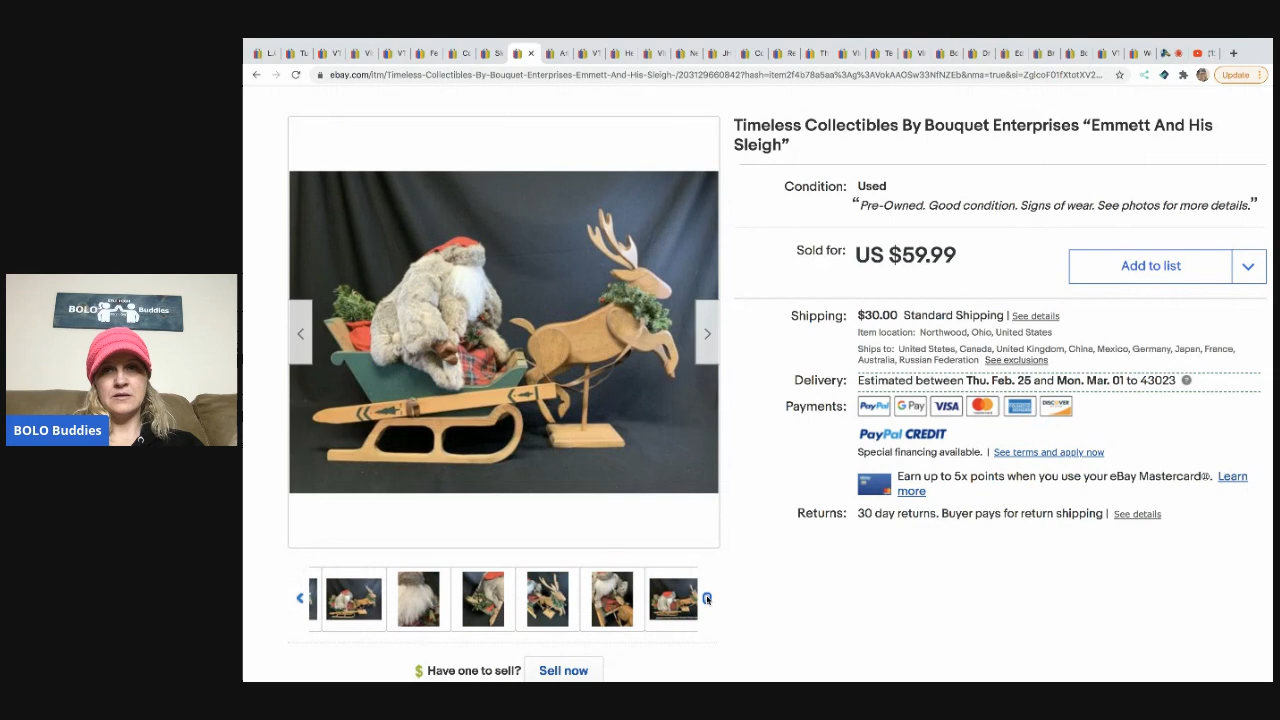 ebay.com/itm/Timeless-Collectibles-By-Bouquet-Enterprises-Emmett-And-His-Sleigh-/203129660842?hash=item2f4b78a5aa%3Ag%3AVokAAOSw33NfNZEb&nma=true&si=ZglcoF01fXtotXV2...
Update
Timeless Collectibles By Bouquet Enterprises “Emmett And His
Sleigh”
Condition: Used
“Pre-Owned. Good condition. Signs of wear. See photos for more details.”
Sold for: US $59.99
Add to list
Shipping: $30.00 Standard Shipping | See details
Item location: Northwood, Ohio, United States
Ships to: United States, Canada, United Kingdom, China, Mexico, Germany, Japan, France,
Australia, Russian Federation See exclusions
Delivery: Estimated between Thu. Feb. 25 and Mon. Mar. 01 to 43023
Payments: PayPal G Pay VISA mastercard AMERICAN EXPRESS DISCOVER
PayPal CREDIT
Special financing available. | See terms and apply now
Earn up to 5x points when you use your eBay Mastercard®. Learn
more
Returns: 30 day returns. Buyer pays for return shipping | See details
$ Have one to sell? Sell now
BOLO Buddies
BOLO Buddies